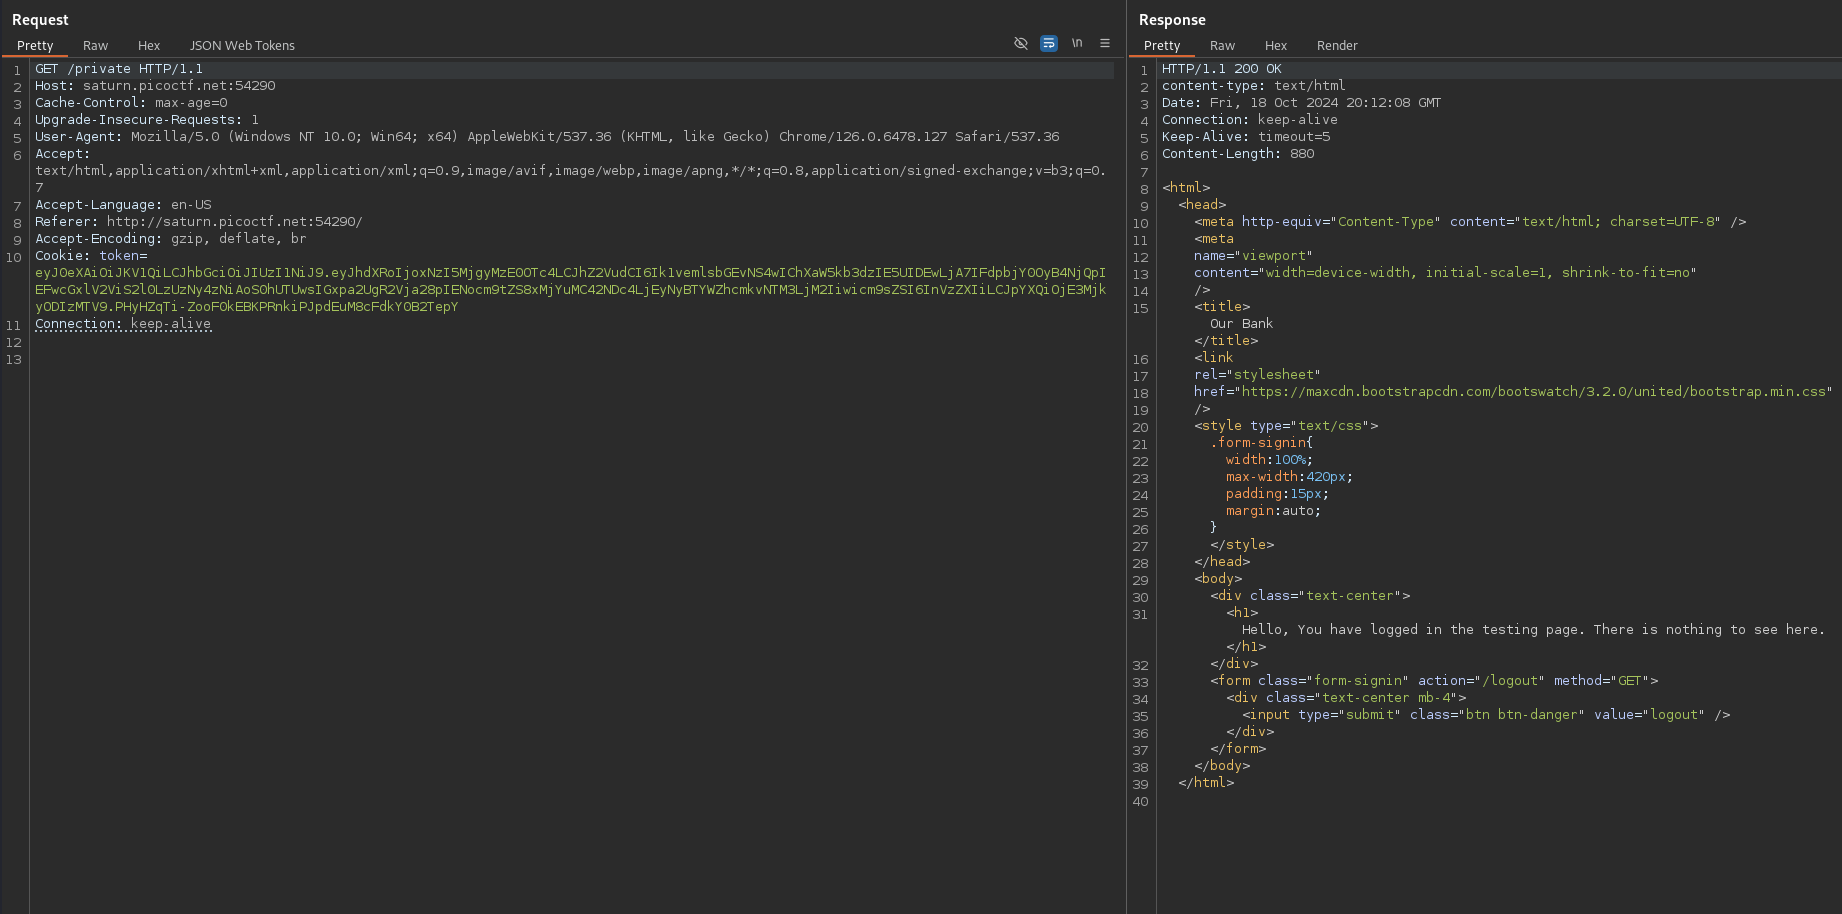 Request
Pretty Raw Hex JSON Web Tokens \n
1 GET /private HTTP/1.1
2 Host: saturn.picoctf.net:54290
3 Cache-Control: max-age=0
4 Upgrade-Insecure-Requests: 1
5 User-Agent: Mozilla/5.0 (Windows NT 10.0; Win64; x64) AppleWebKit/537.36 (KHTML, like Gecko) Chrome/126.0.6478.127 Safari/537.36
6 Accept:
text/html,application/xhtml+xml,application/xml;q=0.9,image/avif,image/webp,image/apng,*/*;q=0.8,application/signed-exchange;v=b3;q=0.
7
7 Accept-Language: en-US
8 Referer: http://saturn.picoctf.net:54290/
9 Accept-Encoding: gzip, deflate, br
10 Cookie: token=
eyJ0eXAiOiJKV1QiLCJhbGciOiJIUzI1NiJ9.eyJhdXRoIjoxNzI5MjgyMzE0OTc4LCJhZ2VudCI6Ik1vemlsbGEvNS4wIChXaW5kb3dzIE5UIDEwLjA7IFdpbjY0OyB4NjQpI
EFwcGxlV2ViS2l0LzUzNy4zNiAoS0hUTUwsIGxpa2UgR2Vja28pIENocm9tZS8xMjYuMC42NDc4LjEyNyBTYWZhcmkvNTM3LjM2Iiwicm9sZSI6InVzZXIiLCJpYXQiOjE3Mjk
yODIzMTV9.PHyHZqTi-ZooF0kEBKPRnkiPJpdEuM8cFdkY0B2TepY
11 Connection: keep-alive
12
13
Response
Pretty Raw Hex Render
1 HTTP/1.1 200 OK
2 content-type: text/html
3 Date: Fri, 18 Oct 2024 20:12:08 GMT
4 Connection: keep-alive
5 Keep-Alive: timeout=5
6 Content-Length: 880
7
8 <html>
9 <head>
10 <meta http-equiv="Content-Type" content="text/html; charset=UTF-8" />
11 <meta
12 name="viewport"
13 content="width=device-width, initial-scale=1, shrink-to-fit=no"
14 />
15 <title>
Our Bank
</title>
16 <link
17 rel="stylesheet"
18 href="https://maxcdn.bootstrapcdn.com/bootswatch/3.2.0/united/bootstrap.min.css"
19 />
20 <style type="text/css">
21 .form-signin{
22 width:100%;
23 max-width:420px;
24 padding:15px;
25 margin:auto;
26 }
27 </style>
28 </head>
29 <body>
30 <div class="text-center">
31 <h1>
Hello, You have logged in the testing page. There is nothing to see here.
</h1>
32 </div>
33 <form class="form-signin" action="/logout" method="GET">
34 <div class="text-center mb-4">
35 <input type="submit" class="btn btn-danger" value="logout" />
36 </div>
37 </form>
38 </body>
39 </html>
40